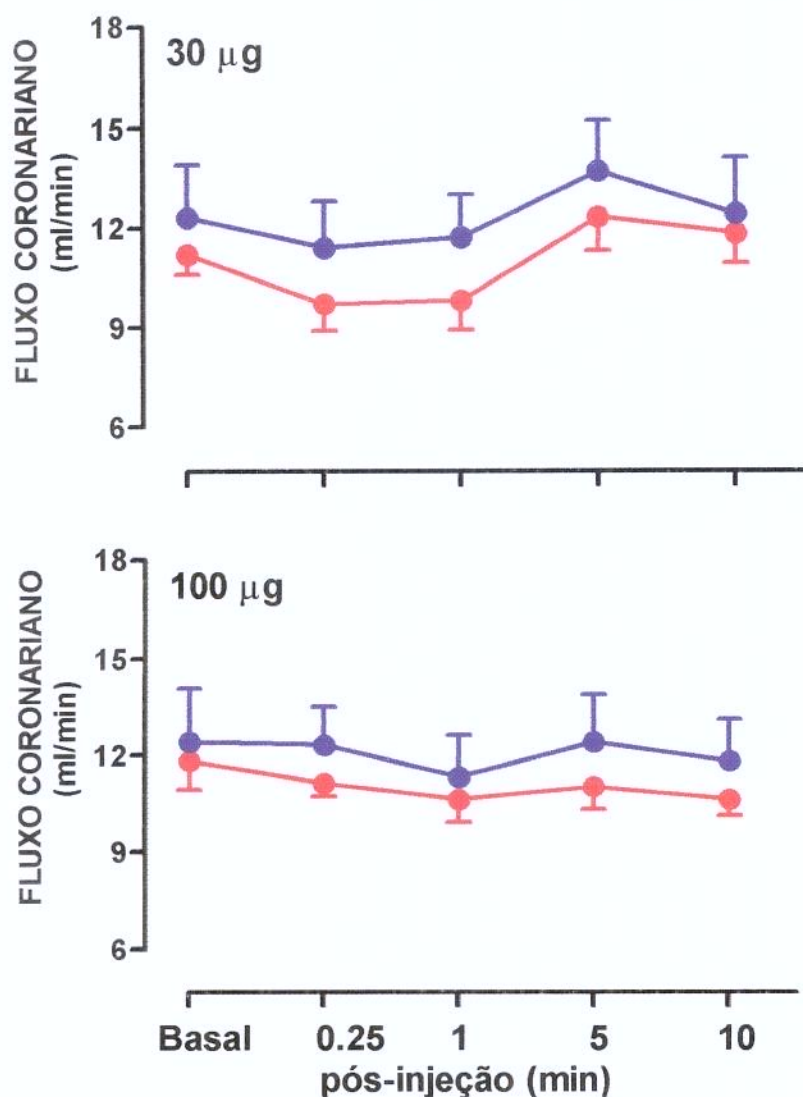 FLUXO CORONARIANO
(ml/min)
18
15
12
9
6
30 µg
FLUXO CORONARIANO
(ml/min)
18
15
12
9
6
100 µg
Basal 0.25 1 5 10
pós-injeção (min)